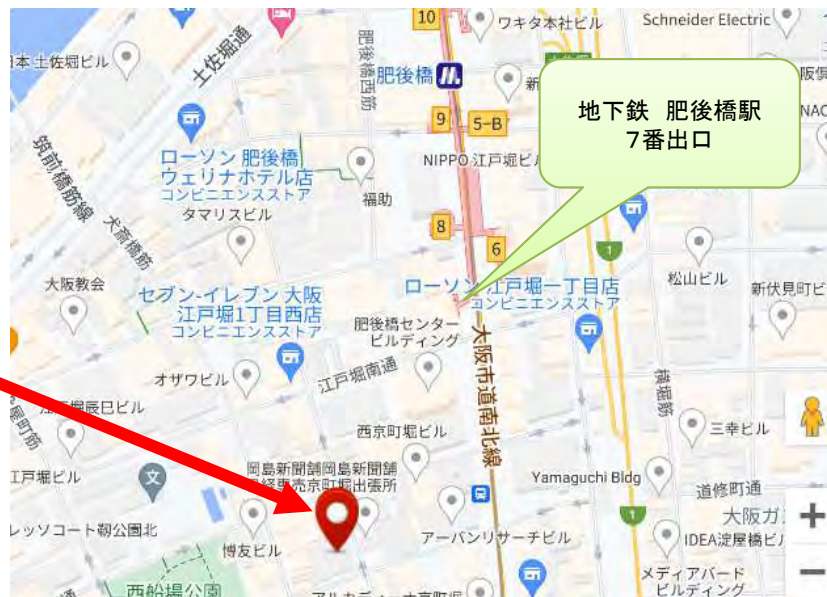 10
ワキタ本社ビル
Schneider Electric
土佐堀ビル
土佐堀通
肥後橋西筋
肥後橋
地下鉄 肥後橋駅
7番出口
9
5-B
NIPPO 江戸堀ビル
筑前橋筋線
ローソン 肥後橋
ウェリナホテル店
コンビニエンスストア
福助
タマリスビル
犬斎橋筋
8
6
1
大阪教会
セブン-イレブン 大阪
江戸堀1丁目西店
コンビニエンスストア
ローソン 江戸堀一丁目店
コンビニエンスストア
松山ビル
新伏見町ビ
肥後橋センター
ビルディング
大阪市道南北線
オザワビル
江戸堀南通
横堀筋
江戸堀辰巳ビル
西京町堀ビル
三幸ビル
江戸堀ビル
文
岡島新聞舗岡島新聞舗
京町堀出張所
Yamaguchi Bldg
道修町通
1
大阪ガ
レッソコート靭公園北
博友ビル
アーバンリサーチビル
IDEA淀屋橋ビ
西船場公園
メディアバード
ビルディング